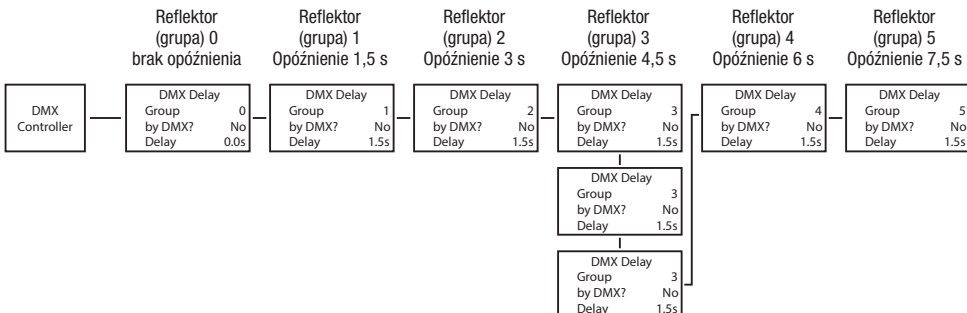 Reflektor
(grupa) 0
brak opóźnienia
Reflektor
(grupa) 1
Opóźnienie 1,5 s
Reflektor
(grupa) 2
Opóźnienie 3 s
Reflektor
(grupa) 3
Opóźnienie 4,5 s
Reflektor
(grupa) 4
Opóźnienie 6 s
Reflektor
(grupa) 5
Opóźnienie 7,5 s
DMX
Controller
DMX Delay
Group 0
by DMX? No
Delay 0.0s
DMX Delay
Group 1
by DMX? No
Delay 1.5s
DMX Delay
Group 2
by DMX? No
Delay 1.5s
DMX Delay
Group 3
by DMX? No
Delay 1.5s
DMX Delay
Group 3
by DMX? No
Delay 1.5s
DMX Delay
Group 3
by DMX? No
Delay 1.5s
DMX Delay
Group 4
by DMX? No
Delay 1.5s
DMX Delay
Group 5
by DMX? No
Delay 1.5s